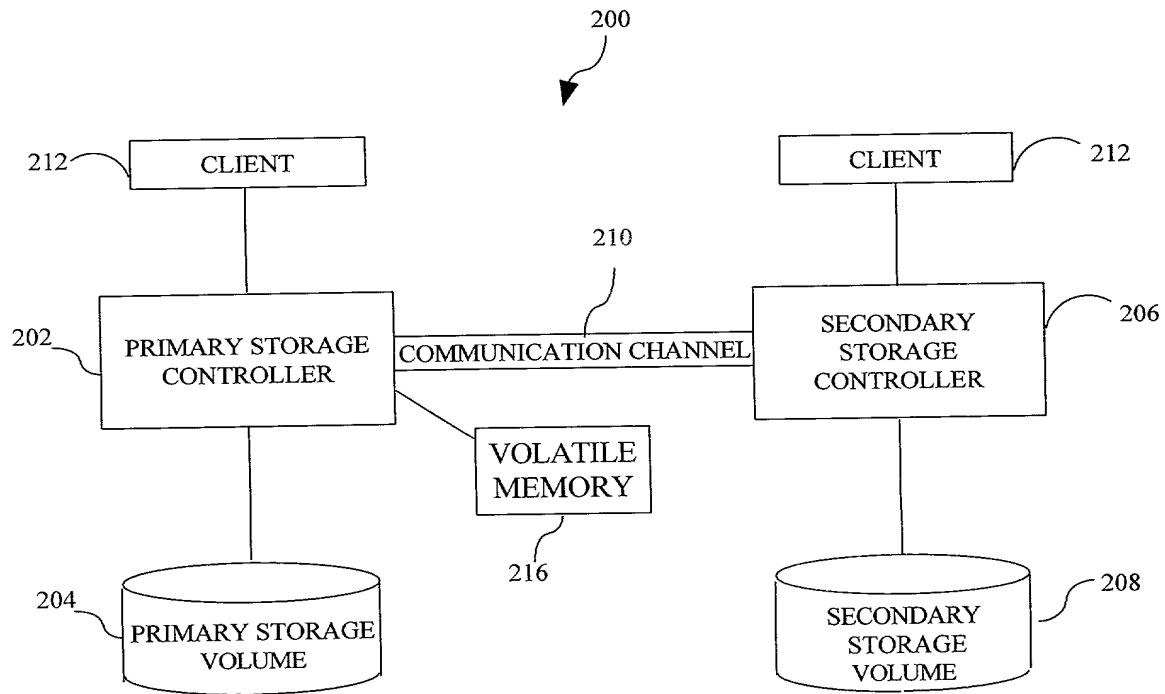 200
212
CLIENT
CLIENT
212
210
202
PRIMARY STORAGE
CONTROLLER
COMMUNICATION CHANNEL
SECONDARY
STORAGE
CONTROLLER
206
VOLATILE
MEMORY
216
204
PRIMARY STORAGE
VOLUME
SECONDARY
STORAGE
VOLUME
208